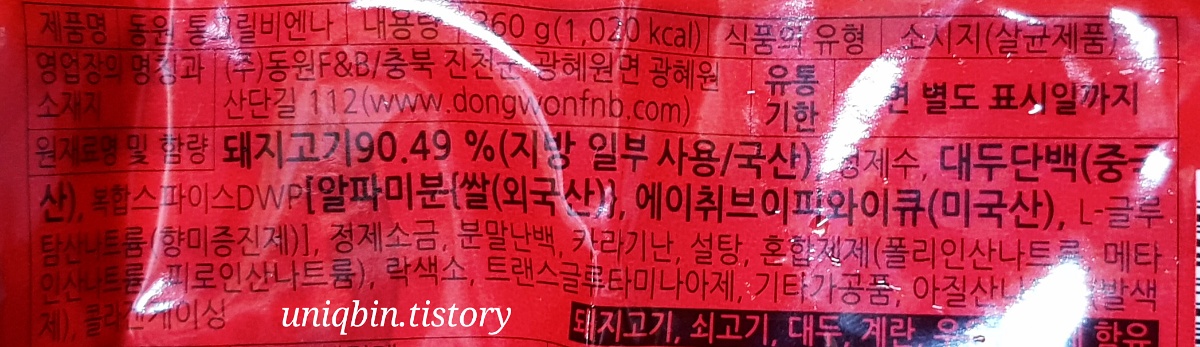 제품명 동원 통그릴비엔나 내용량 360 g(1,020 kcal) 식품의 유형 소시지(살균제품)
영업장의 명칭과 (주)동원F&B/충북 진천군 광혜원면 광혜원 유통
소재지 산단길 112(www.dongwonfnb.com) 기한 면 별도 표시일까지
원재료명 및 함량 돼지고기90.49 %(지방 일부 사용/국산), 정제수, 대두단백(중국
산), 복합스파이스DWP[알파미분{쌀(외국산)}, 에이취브이피와이큐(미국산), L-글루
탐산나트륨(향미증진제)], 정제소금, 분말난백, 카라기난, 설탕, 혼합제제(폴리인산나트륨, 메타
인산나트륨, 피로인산나트륨), 락색소, 트랜스글루타미나아제, 기타가공품, 발색
제), 콜라겐케이싱
돼지고기, 쇠고기, 대두, 계란, 함유
uniqbin.tistory